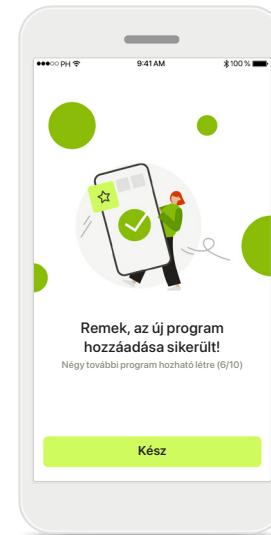 PH 9:41 AM 100 %
Remek, az új program
hozzáadása sikerült!
Négy további program hozható létre (6/10)
Kész